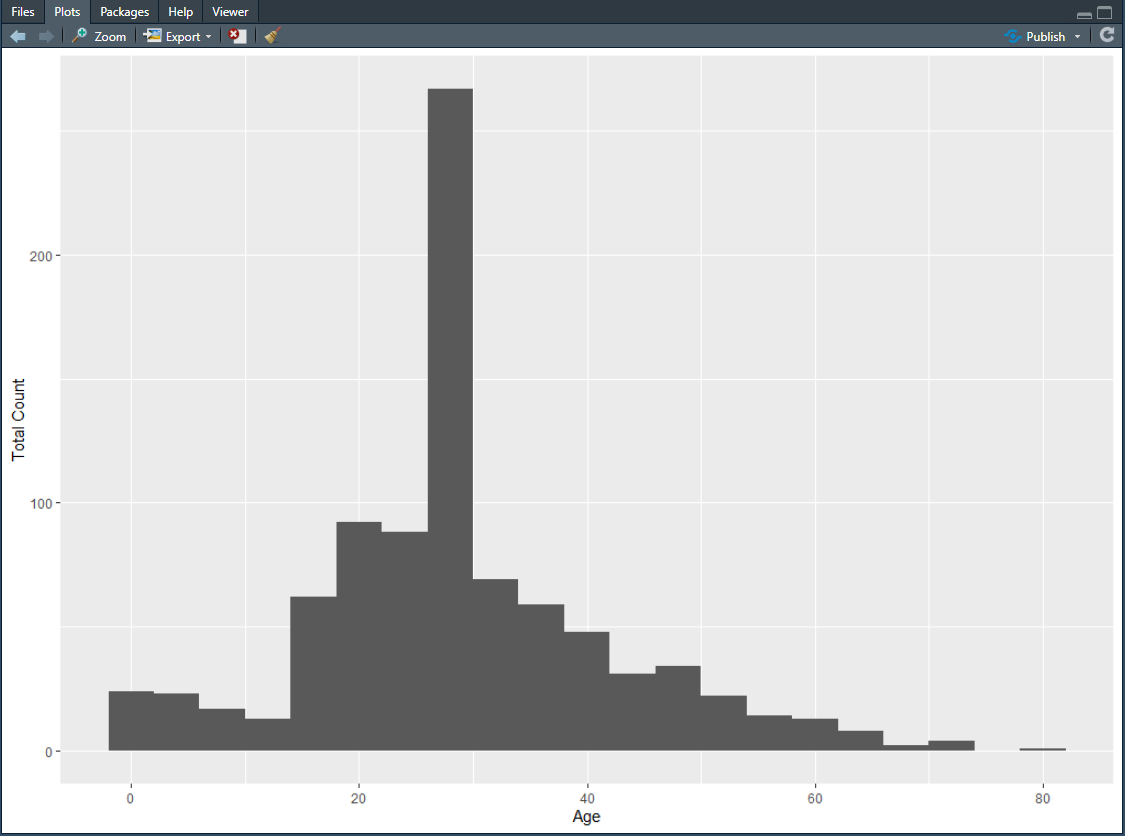 Files Plots Packages Help Viewer
Zoom Export Publish
200
100
0
Total Count
0 20 40 60 80
Age